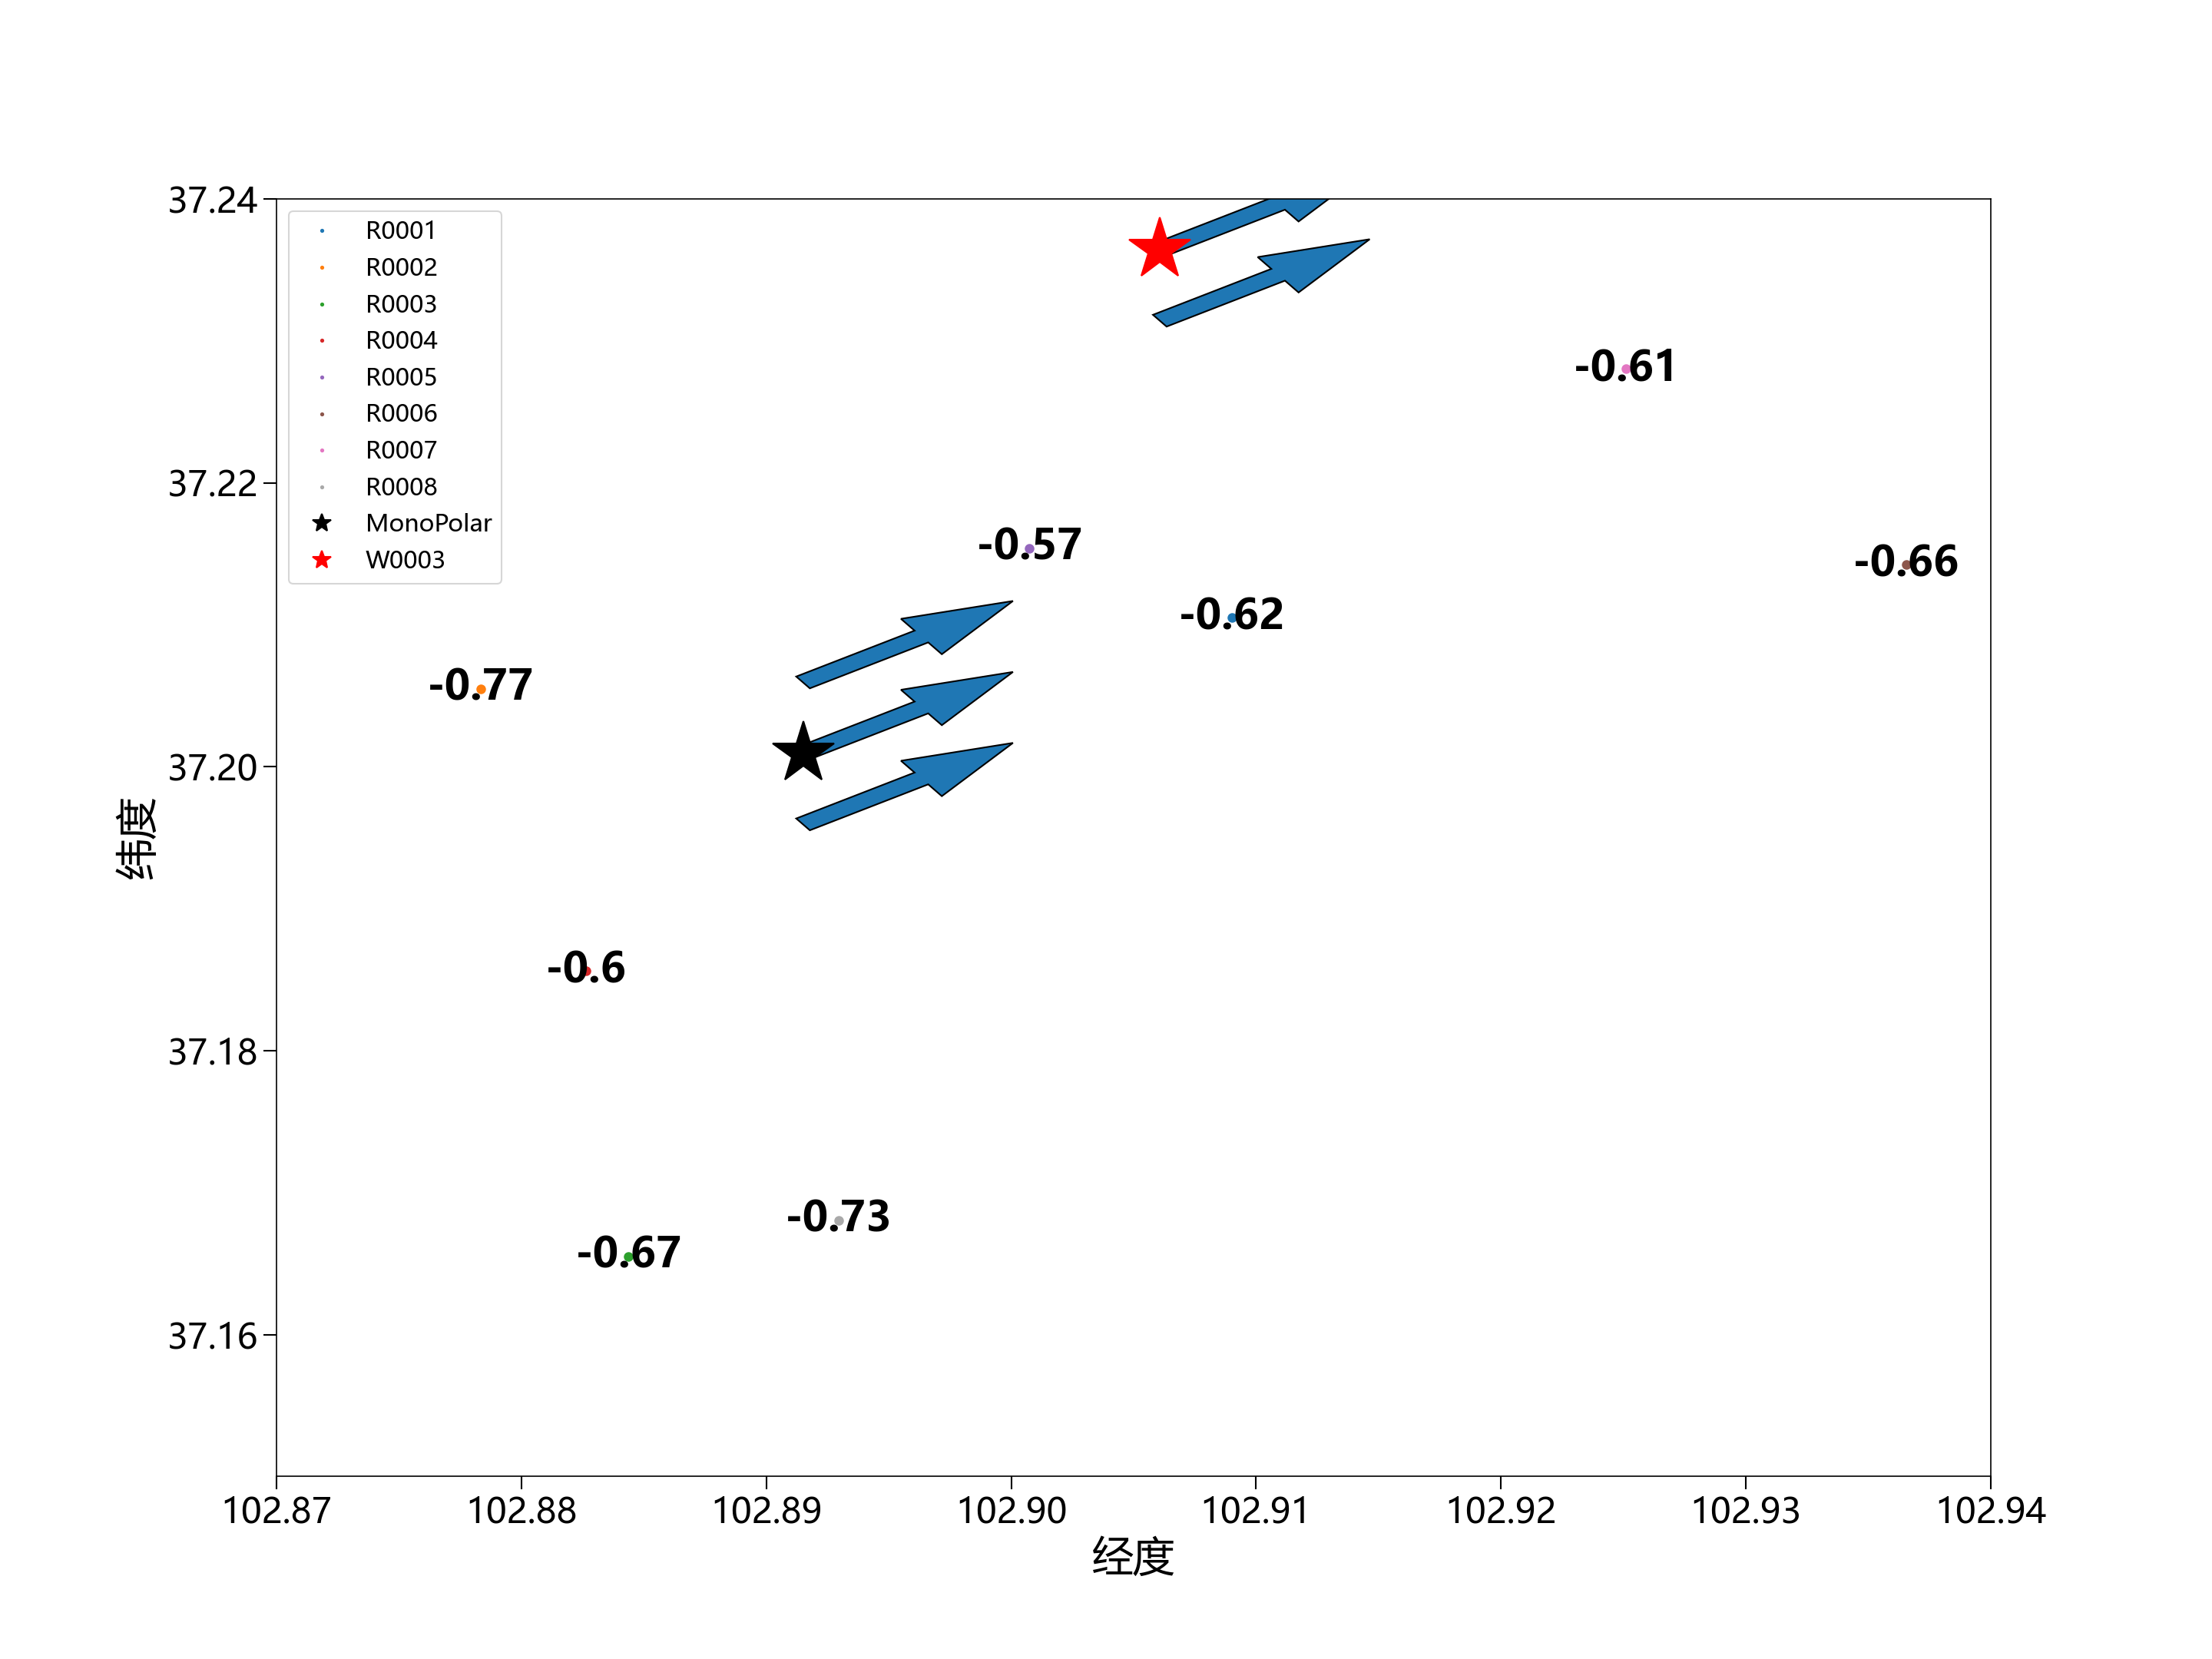 37.24
37.22
37.20
37.18
37.16
纬度
R0001
R0002
R0003
R0004
R0005
R0006
R0007
R0008
MonoPolar
W0003
-0.61
-0.57
-0.66
-0.62
-0.77
-0.6
-0.73
-0.67
102.87 102.88 102.89 102.90 102.91 102.92 102.93 102.94
经度